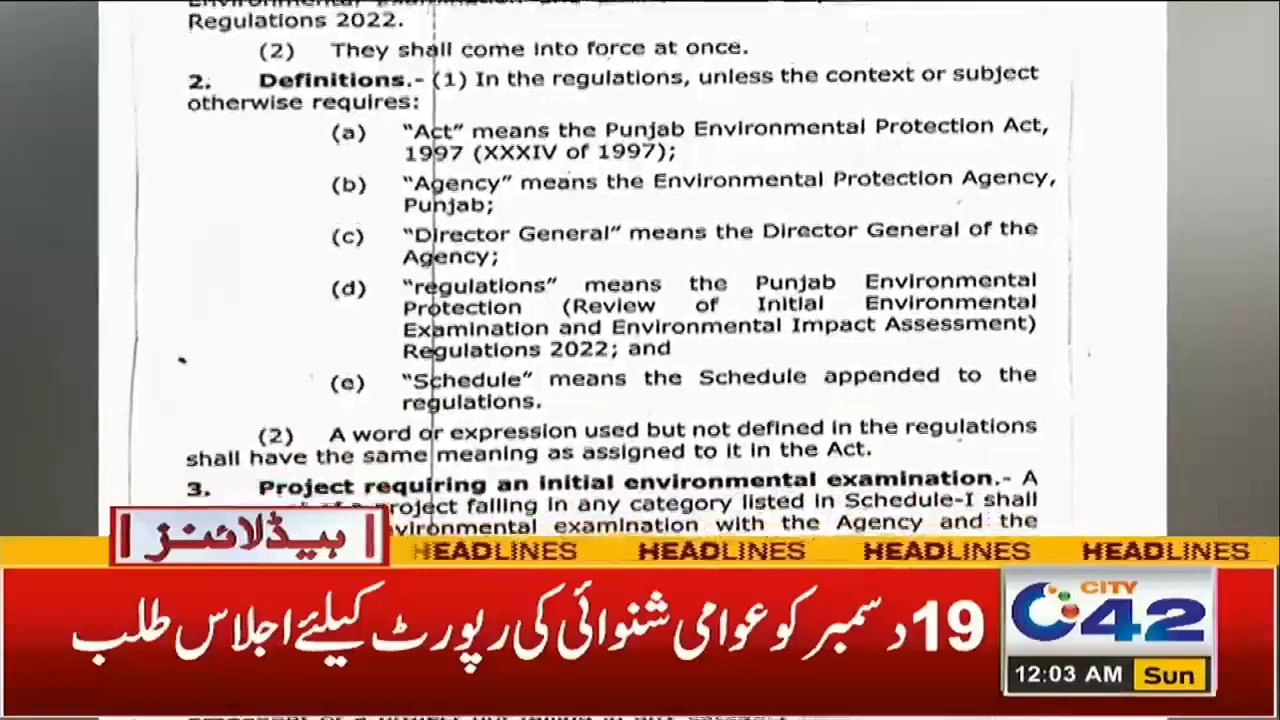 Regulations 2022.
(2) They shall come into force at once.
2. Definitions.- (1) In the regulations, unless the context or subject
otherwise requires:
(a) “Act” means the Punjab Environmental Protection Act,
1997 (XXXIV of 1997);
(b) “Agency” means the Environmental Protection Agency,
Punjab;
(c) “Director General” means the Director General of the
Agency;
(d) “regulations” means the Punjab Environmental
Protection (Review of Initial Environmental
Examination and Environmental Impact Assessment)
Regulations 2022; and
(e) “Schedule” means the Schedule appended to the
regulations.
(2) A word or expression used but not defined in the regulations
shall have the same meaning as assigned to it in the Act.
3. Project requiring an initial environmental examination.- A
project falling in any category listed in Schedule-I shall
environmental examination with the Agency and the
ہیڈلائنز
HEADLINES HEADLINES HEADLINES HEADLINES
19 دسمبر کو عوامی شنوائی کی رپورٹ کیلئے اجلاس طلب
CITY
42
12:03 AM Sun